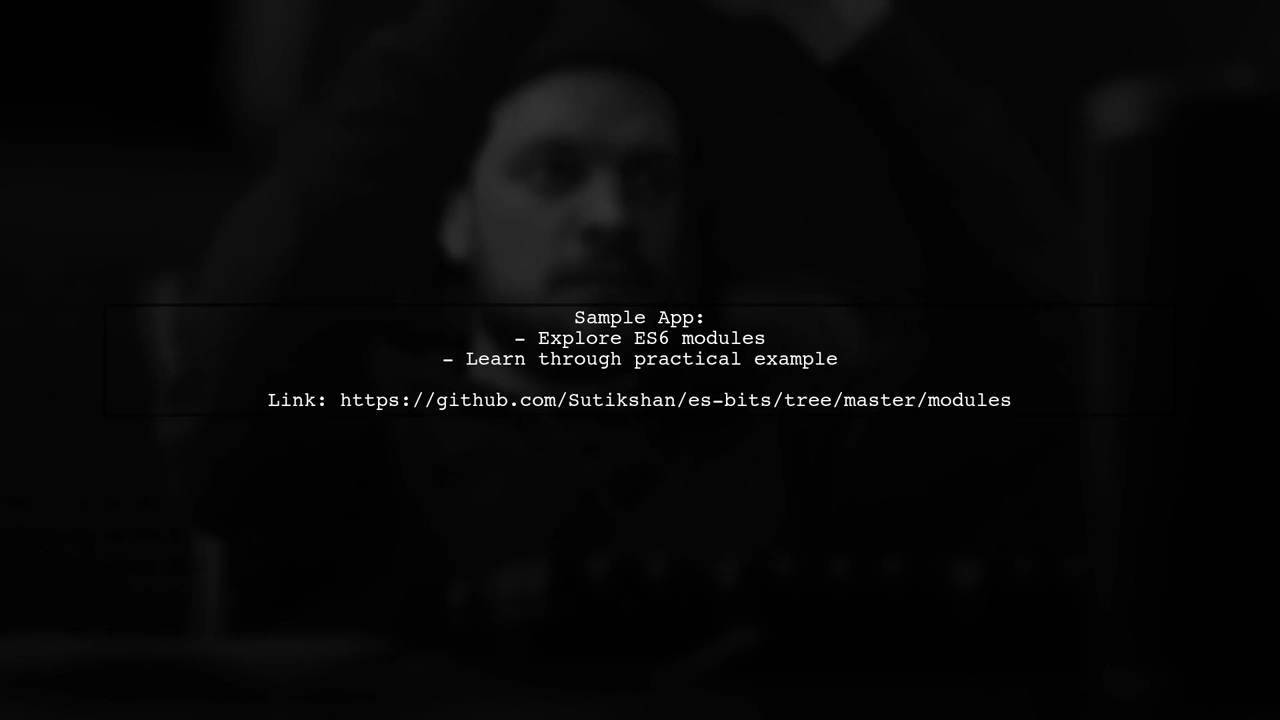 Sample App:
- Explore ES6 modules
- Learn through practical example
Link: https://github.com/Sutikshan/es-bits/tree/master/modules